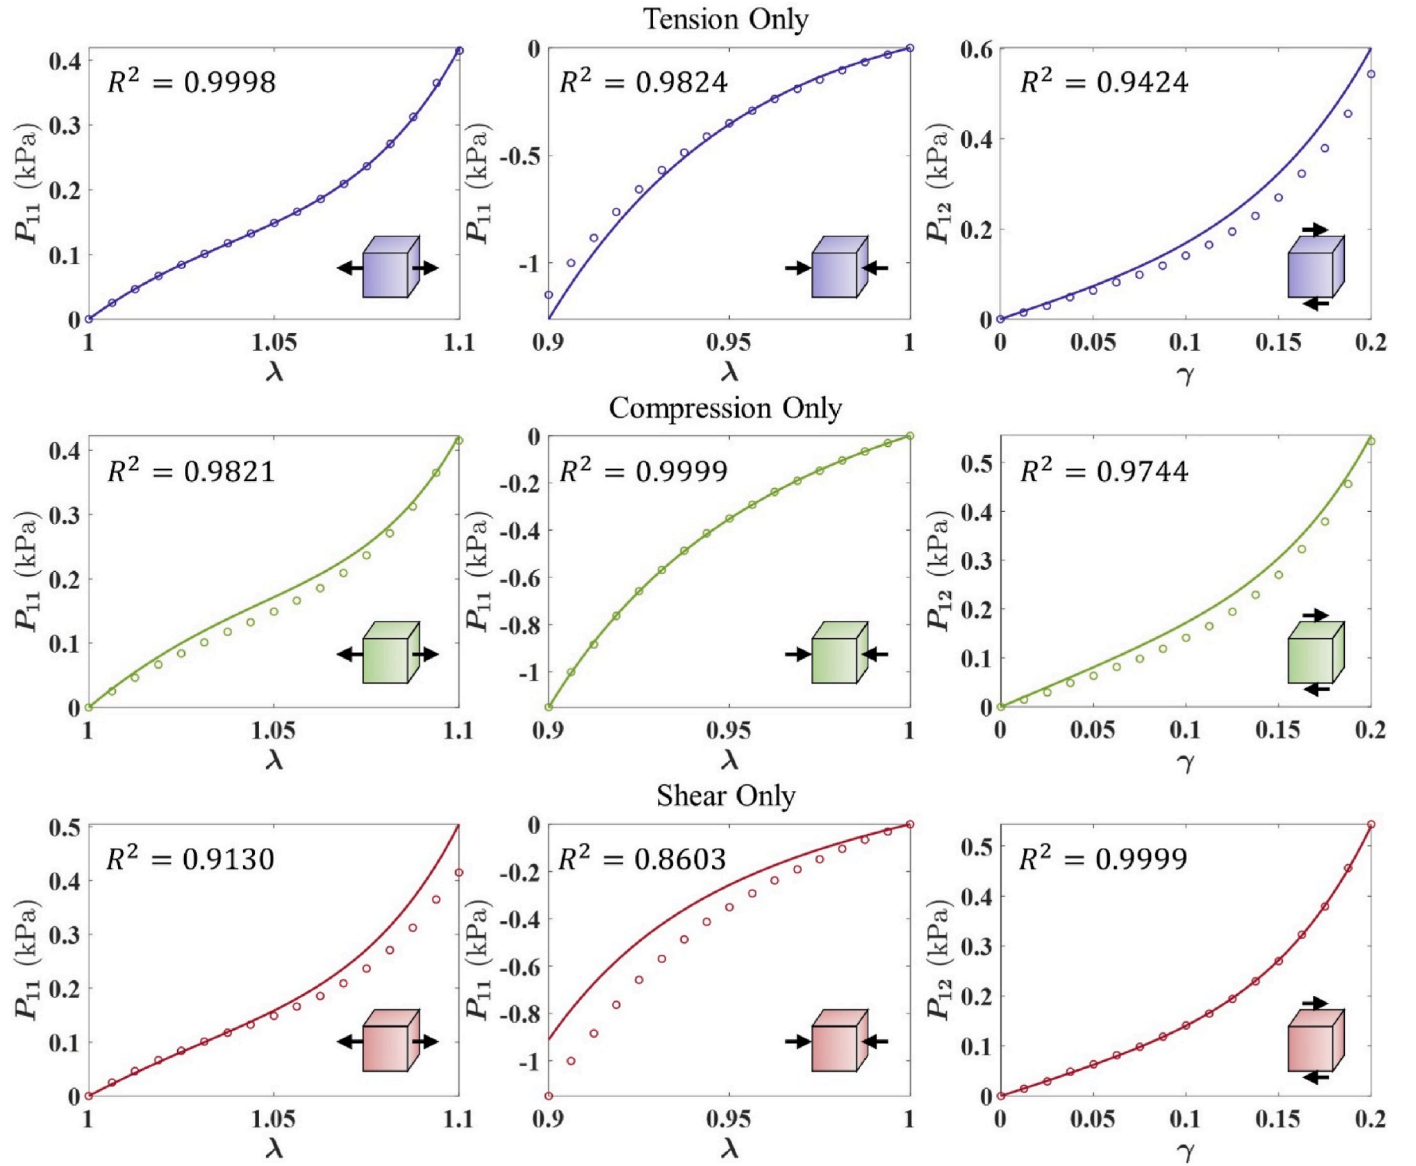 Tension Only
R² = 0.9998
P₁₁ (kPa)
0.4
0.3
0.2
0.1
0
1 1.05 1.1
λ
R² = 0.9824
P₁₁ (kPa)
0
-0.5
-1
0.9 0.95 1
λ
R² = 0.9424
P₁₂ (kPa)
0.6
0.4
0.2
0
0 0.05 0.1 0.15 0.2
γ
Compression Only
R² = 0.9821
P₁₁ (kPa)
0.4
0.3
0.2
0.1
0
1 1.05 1.1
λ
R² = 0.9999
P₁₁ (kPa)
0
-0.2
-0.4
-0.6
-0.8
-1
0.9 0.95 1
λ
R² = 0.9744
P₁₂ (kPa)
0.5
0.4
0.3
0.2
0.1
0
0 0.05 0.1 0.15 0.2
γ
Shear Only
R² = 0.9130
P₁₁ (kPa)
0.5
0.4
0.3
0.2
0.1
0
1 1.05 1.1
λ
R² = 0.8603
P₁₁ (kPa)
0
-0.2
-0.4
-0.6
-0.8
-1
0.9 0.95 1
λ
R² = 0.9999
P₁₂ (kPa)
0.5
0.4
0.3
0.2
0.1
0
0 0.05 0.1 0.15 0.2
γ